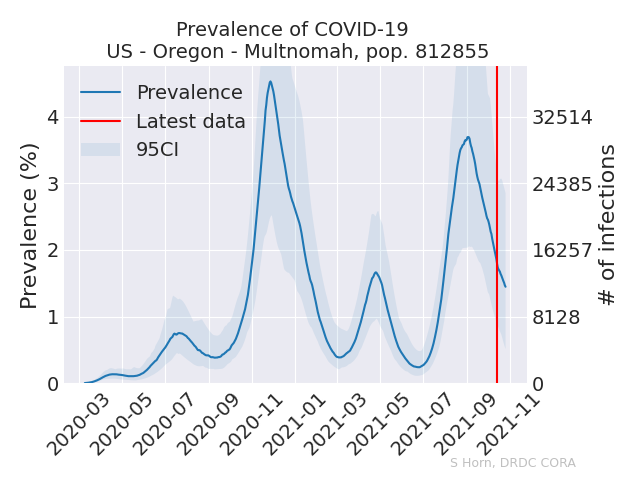 Prevalence of COVID-19
US - Oregon - Multnomah, pop. 812855
Prevalence
Latest data
95CI
Prevalence (%)
4
3
2
1
0
32514
24385
16257
8128
0
# of infections
2020-03
2020-05
2020-07
2020-09
2020-11
2021-01
2021-03
2021-05
2021-07
2021-09
2021-11
S Horn, DRDC CORA